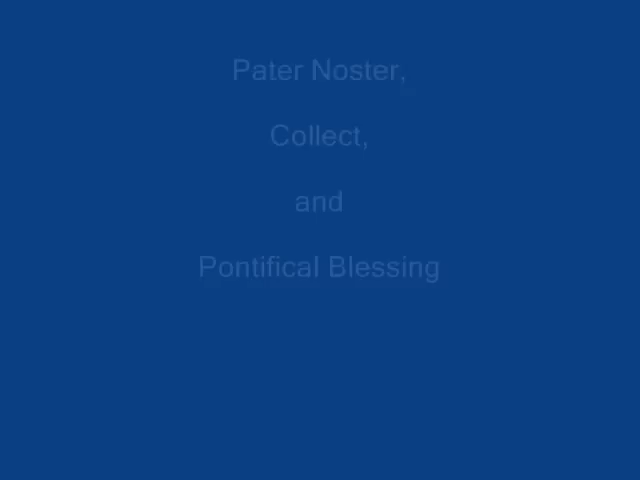 Pater Noster,
Collect,
and
Pontifical Blessing